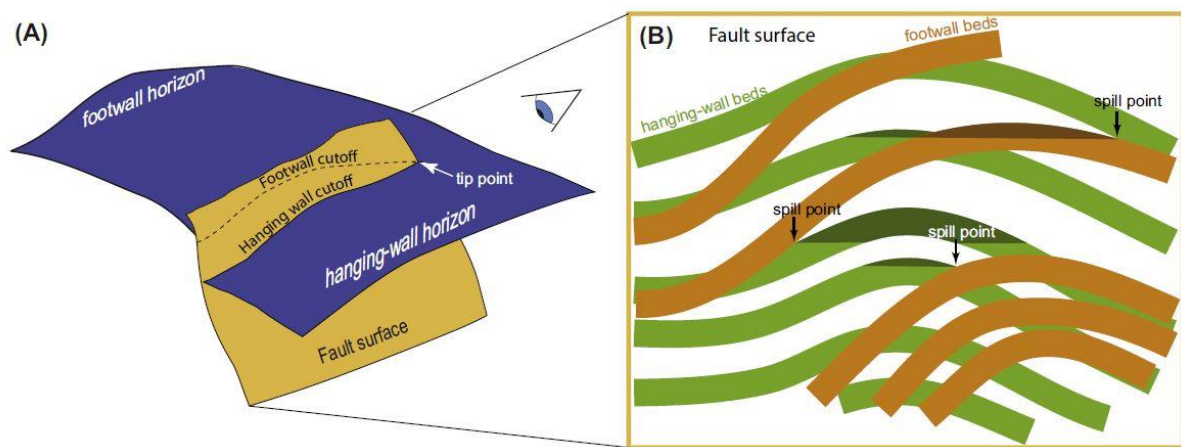 (A)
footwall horizon
Footwall cutoff
Hanging wall cutoff
tip point
hanging-wall horizon
Fault surface
(B) Fault surface
footwall beds
hanging-wall beds
spill point
spill point
spill point